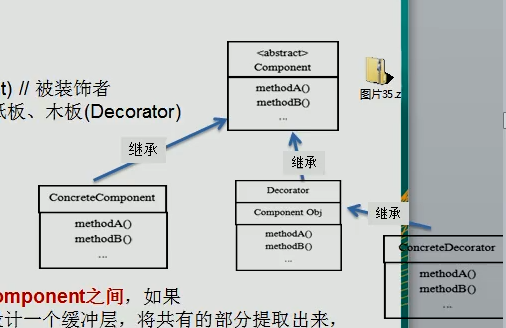 <abstract>
Component
methodA()
methodB()
...
图片35.z
t) // 被装饰者
纸板、木板(Decorator)
继承
继承
继承
ConcreteComponent
methodA()
methodB()
...
Decorator
Component Obj
methodA()
methodB()
...
ConcreteDecorator
methodA()
methodB()
...
omponent之间，如果
设计一个缓冲层，将共有的部分提取出来，